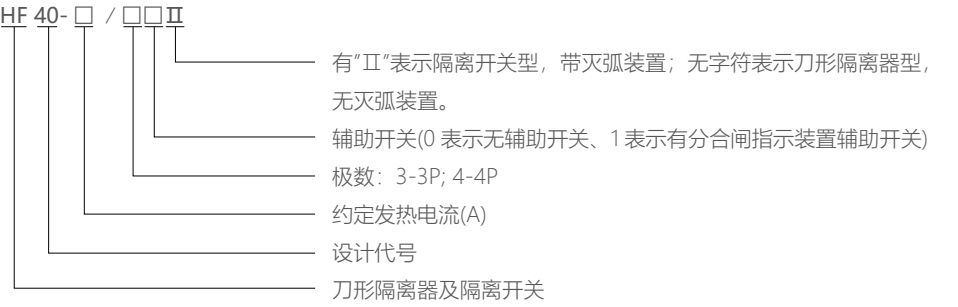 HF 40-□ / □□Ⅱ
有"Ⅱ"表示隔离开关型，带灭弧装置；无字符表示刀形隔离器型，
无灭弧装置。
辅助开关(0 表示无辅助开关、1表示有分合闸指示装置辅助开关)
极数：3-3P; 4-4P
约定发热电流(A)
设计代号
刀形隔离器及隔离开关